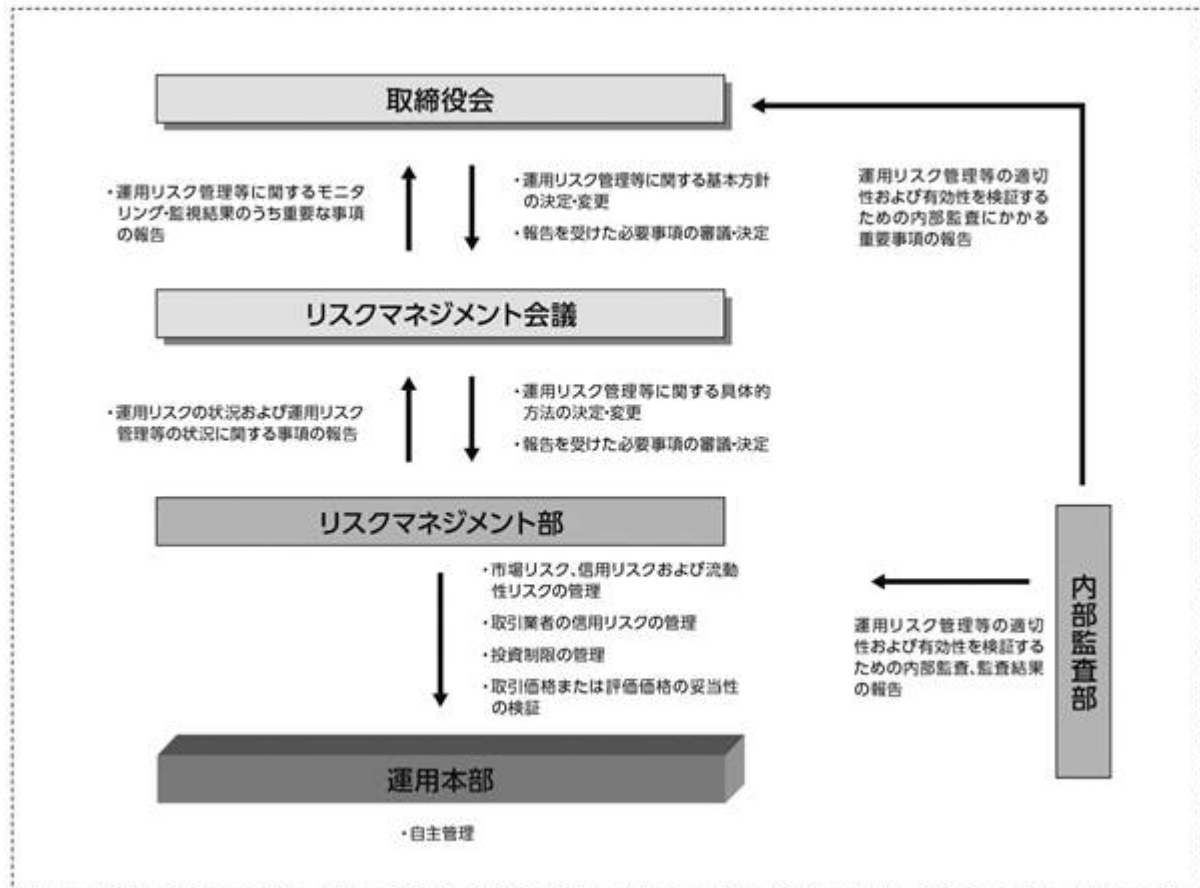 取締役会
・運用リスク管理等に関するモニタ
リング・監視結果のうち重要な事項
の報告
・運用リスク管理等に関する基本方針
の決定・変更
・報告を受けた必要事項の審議・決定
運用リスク管理等の適切
性および有効性を検証する
ための内部監査にかかる
重要事項の報告
リスクマネジメント会議
・運用リスクの状況および運用リスク
管理等の状況に関する事項の報告
・運用リスク管理等に関する具体的
方法の決定・変更
・報告を受けた必要事項の審議・決定
リスクマネジメント部
・市場リスク、信用リスクおよび流動
性リスクの管理
・取引業者の信用リスクの管理
・投資制限の管理
・取引価格または評価価格の妥当性
の検証
運用リスク管理等の適切
性および有効性を検証する
ための内部監査、監査結果
の報告
内部監査部
運用本部
・自主管理